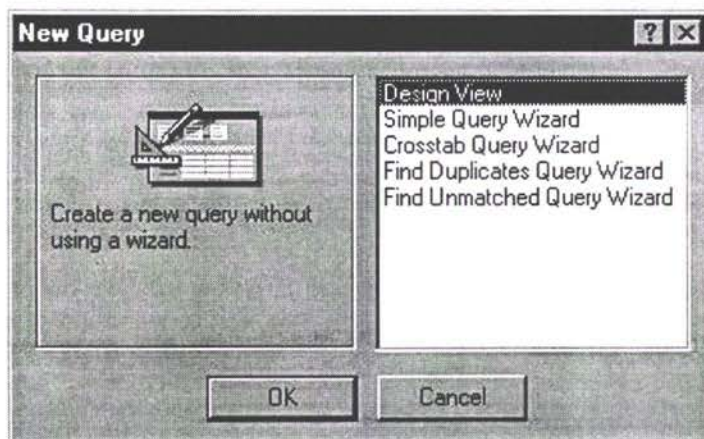 New Query
Create a new query without
using a wizard.
Design View
Simple Query Wizard
Crosstab Query Wizard
Find Duplicates Query Wizard
Find Unmatched Query Wizard
OK
Cancel